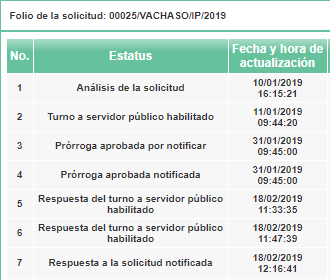 Folio de la solicitud: 00025/VACHASO/IP/2019
No. Estatus Fecha y hora de
actualización
1 Análisis de la solicitud 10/01/2019
16:15:21
2 Turno a servidor público habilitado 11/01/2019
09:44:20
3 Prórroga aprobada por notificar 31/01/2019
09:45:00
4 Prórroga aprobada notificada 31/01/2019
09:45:00
5 Respuesta del turno a servidor público
habilitado 18/02/2019
11:33:35
6 Respuesta del turno a servidor público
habilitado 18/02/2019
11:47:39
7 Respuesta a la solicitud notificada 18/02/2019
12:16:41